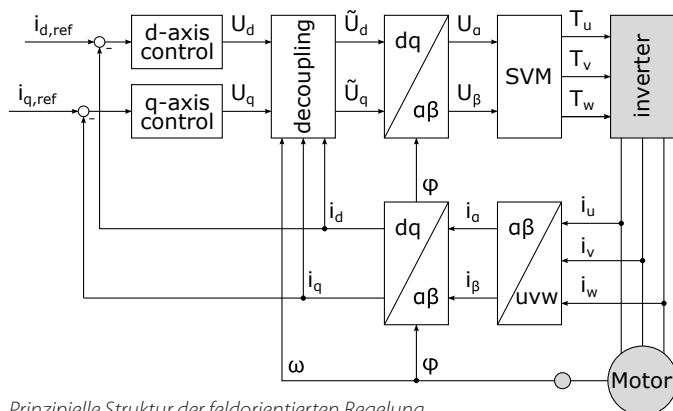 i_d,ref
d-axis
control
U_d
decoupling
Ũ_d
dq
αβ
U_α
SVM
T_u
inverter
i_q,ref
q-axis
control
U_q
Ũ_q
U_β
T_v
T_w
φ
i_d
dq
αβ
i_α
αβ
uvw
i_u
i_v
i_q
i_β
i_w
ω
φ
Motor
Prinzipielle Struktur der feldorientierten Regelung